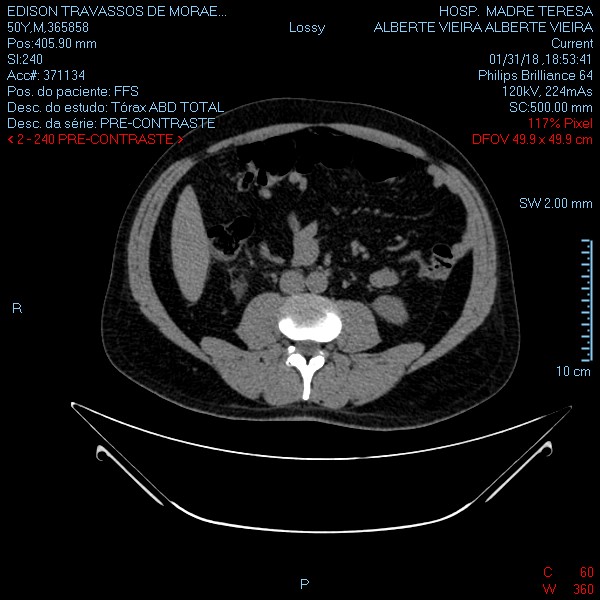 EDISON TRAVASSOS DE MORAE...
50Y,M,365858
Pos:405.90 mm
Sl:240
Acc#: 371134
Pos. do paciente: FFS
Desc. do estudo: Tórax ABD TOTAL
Desc. da série: PRE-CONTRASTE
< 2 - 240 PRE-CONTRASTE >
Lossy
HOSP. MADRE TERESA
ALBERTE VIEIRA ALBERTE VIEIRA
Current
01/31/18 ,18:53:41
Philips Brilliance 64
120kV, 224mAs
SC:500.00 mm
117% Pixel
DFOV 49.9 x 49.9 cm
SW 2.00 mm
R
10 cm
P
C 60
W 360